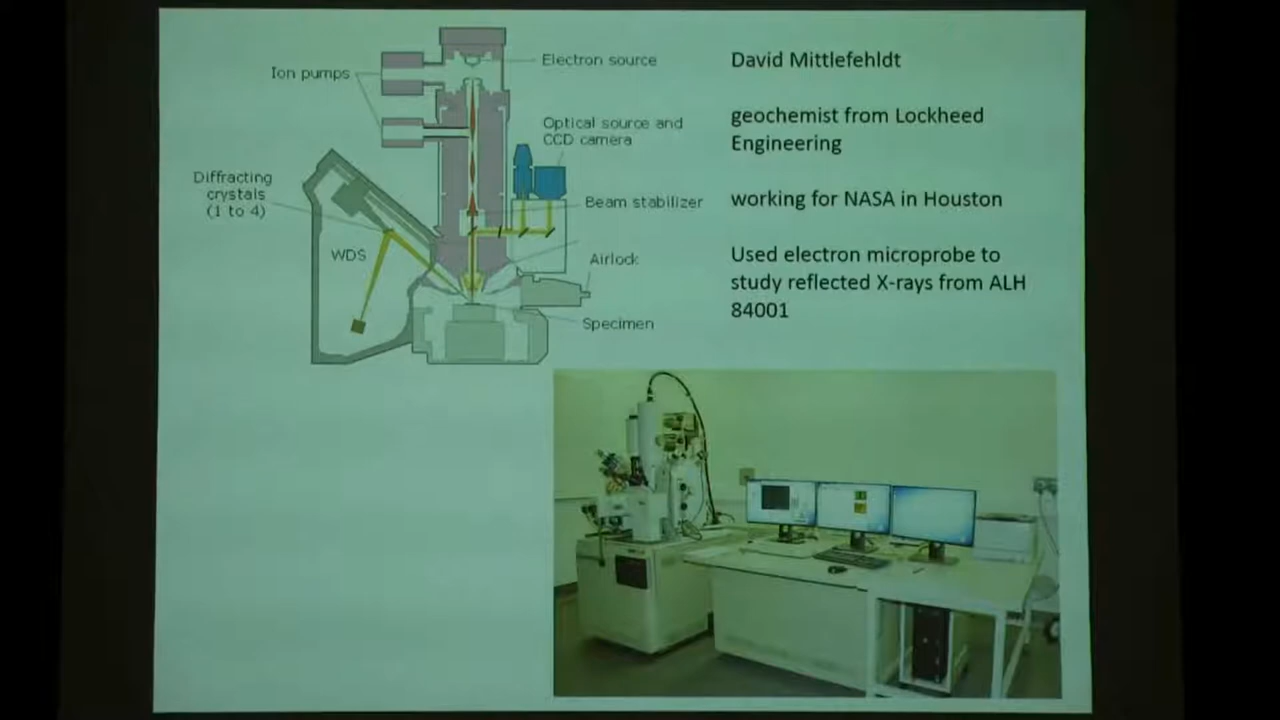 Electron source
Ion pumps
Optical source and
CCD camera
Diffracting
crystals
(1 to 4)
Beam stabilizer
WDS
Airlock
Specimen
David Mittlefehldt
geochemist from Lockheed
Engineering
working for NASA in Houston
Used electron microprobe to
study reflected X-rays from ALH
84001